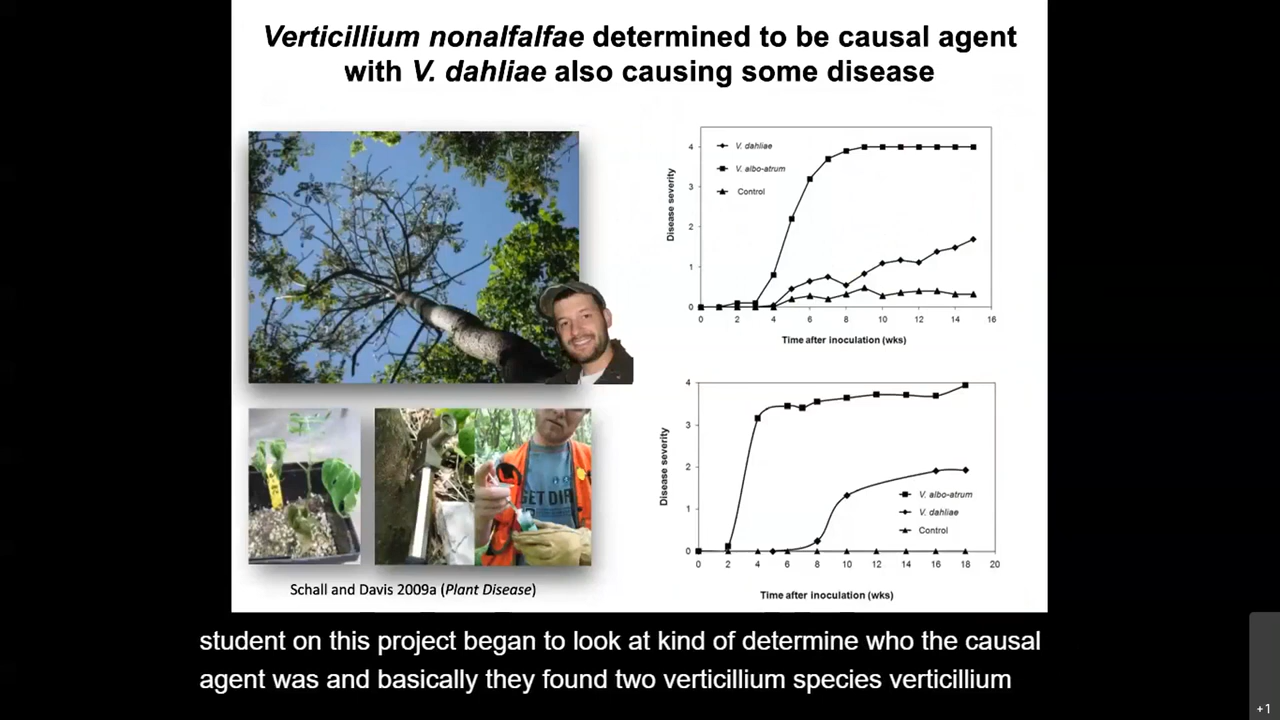 Verticillium nonalfalfae determined to be causal agent
with V. dahliae also causing some disease
GET DIR
Schall and Davis 2009a (Plant Disease)
Disease severity
4
3
2
1
0
V. dahliae
V. albo-atrum
Control
0 2 4 6 8 10 12 14 16
Time after inoculation (wks)
Disease severity
4
3
2
1
0
V. albo-atrum
V. dahliae
Control
0 2 4 6 8 10 12 14 16 18 20
Time after inoculation (wks)
student on this project began to look at kind of determine who the causal
agent was and basically they found two verticillium species verticillium
+1